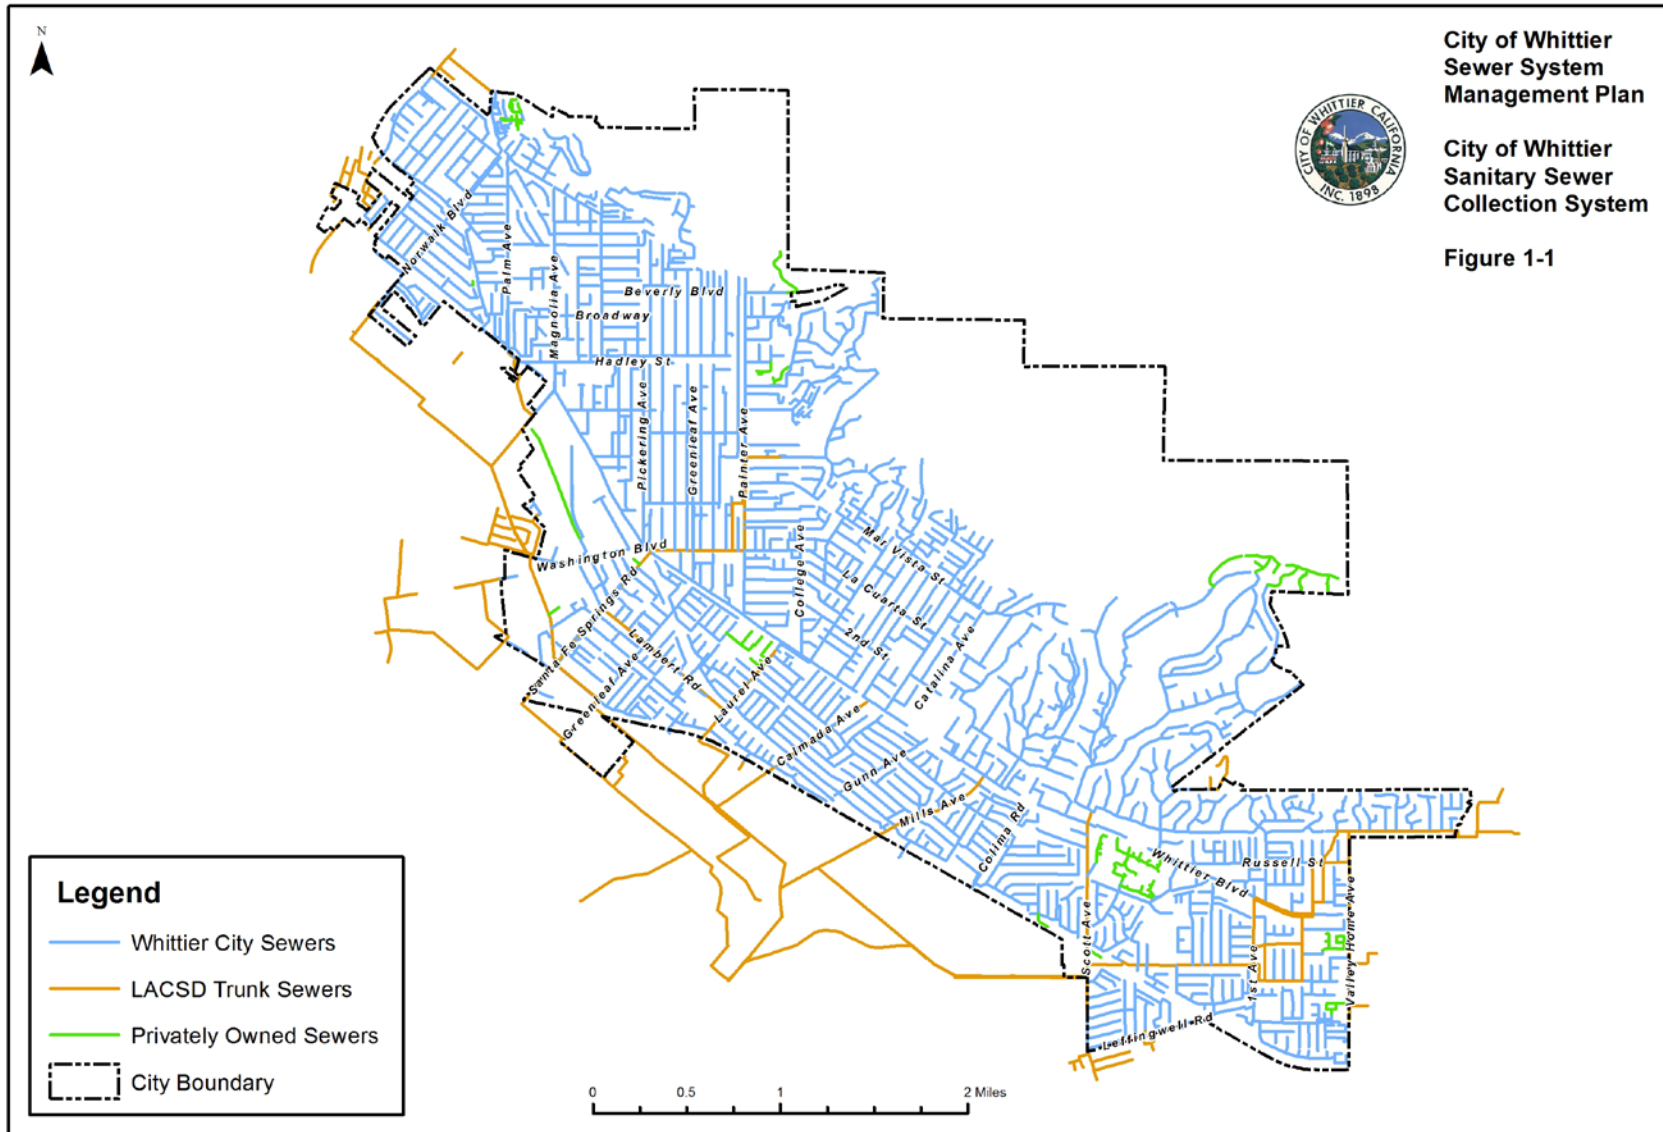 N
City of Whittier
Sewer System
Management Plan
City of Whittier
Sanitary Sewer
Collection System
Figure 1-1
CITY OF WHITTIER CALIFORNIA
INC. 1898
Norwalk Blvd
Palm Ave
Magnolia Ave
Beverly Blvd
Broadway
Hadley St
Pickering Ave
Greenleaf Ave
Painter Ave
College Ave
Mar Vista St
La Cuarta St
2nd St
Catalina Ave
Washington Blvd
Santa Fe Springs Rd
Greenleaf Ave
Lambert Rd
Laurel Ave
Calmada Ave
Gunn Ave
Mills Ave
Colima Rd
Whittier Blvd
Russell St
Scott Ave
1st Ave
Valley Home Ave
Leffingwell Rd
Legend
Whittier City Sewers
LACSD Trunk Sewers
Privately Owned Sewers
City Boundary
0 0.5 1 2 Miles